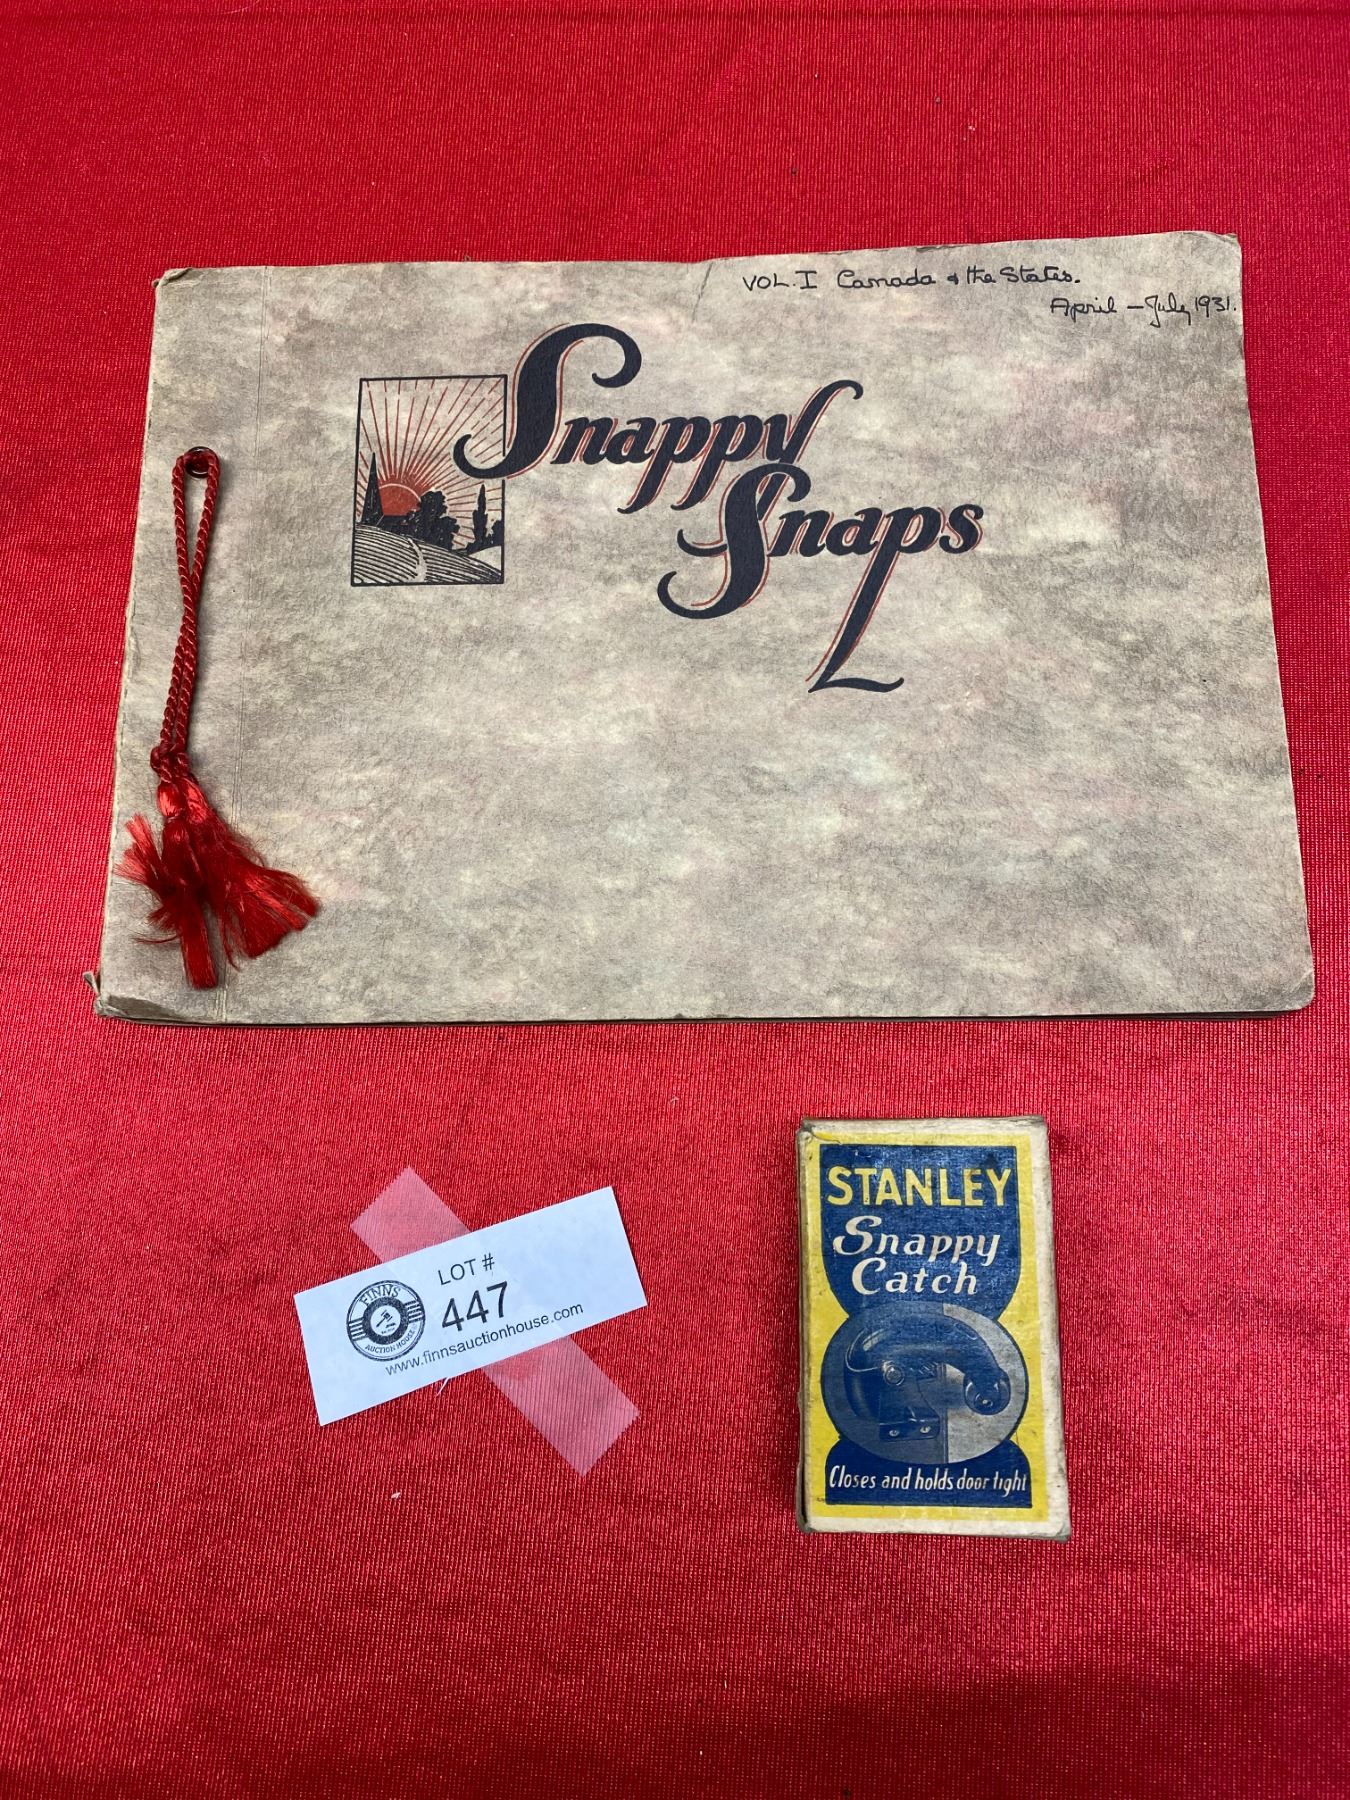 VOL. I Canada & the States.
April - July 1931.
Snappy
Snaps
LOT #
447
FINNS
AUCTION HOUSE
www.finnsauctionhouse.com
STANLEY
Snappy
Catch
Closes and holds door tight